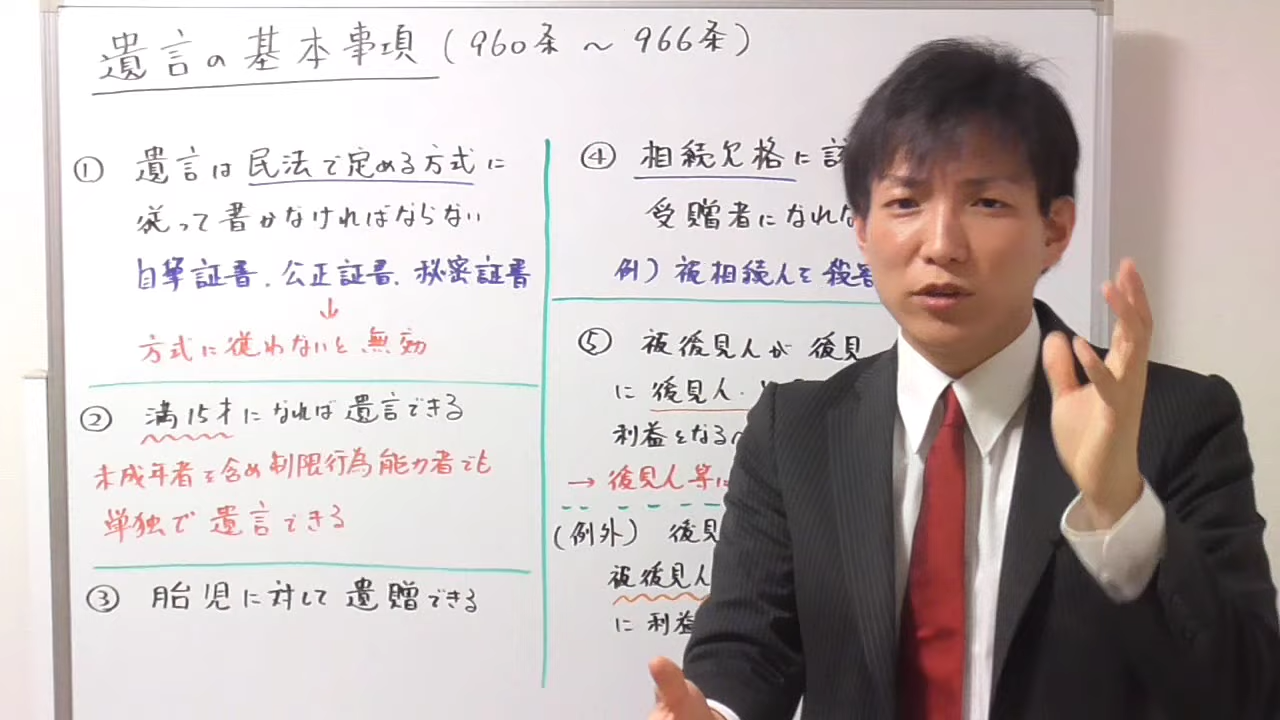 遺言の基本事項(960条～966条)
① 遺言は民法で定める方式に
従って書かなければならない
自筆証書、公正証書、秘密証書
↓
方式に従わないと無効
② 満15才になれば遺言できる
未成年者を含め制限行為能力者でも
単独で遺言できる
③ 胎児に対して遺贈できる
④ 相続欠格に該
受贈者になれな
例)被相続人を殺害
⑤ 被後見人が後見
に後見人・
利益となる
→後見人等に
(例外) 後見
被後見人
に利益